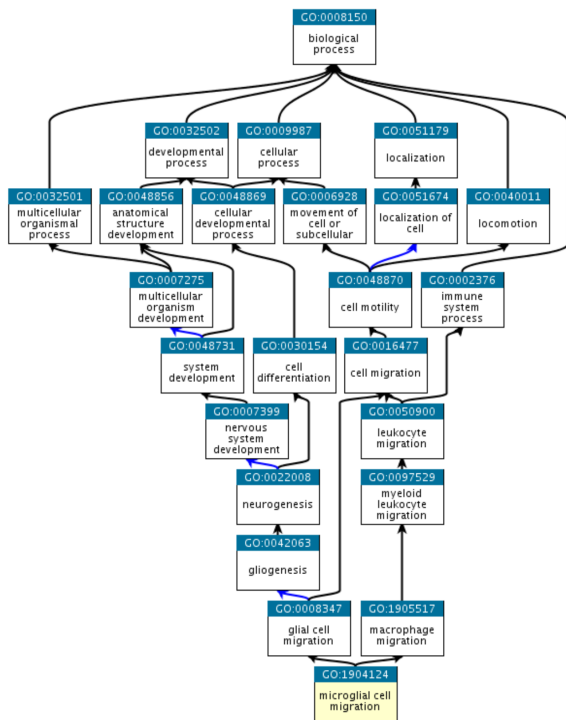 GO:0008150
biological
process
GO:0032502
developmental
process
GO:0009987
cellular
process
GO:0051179
localization
GO:0032501
multicellular
organismal
process
GO:0048856
anatomical
structure
development
GO:0048869
cellular
developmental
process
GO:0006928
movement of
cell or
subcellular
GO:0051674
localization of
cell
GO:0040011
locomotion
GO:0007275
multicellular
organism
development
GO:0048870
cell motility
GO:0002376
immune
system
process
GO:0048731
system
development
GO:0030154
cell
differentiation
GO:0016477
cell migration
GO:0007399
nervous
system
development
GO:0050900
leukocyte
migration
GO:0022008
neurogenesis
GO:0097529
myeloid
leukocyte
migration
GO:0042063
gliogenesis
GO:0008347
glial cell
migration
GO:1905517
macrophage
migration
GO:1904124
microglial cell
migration